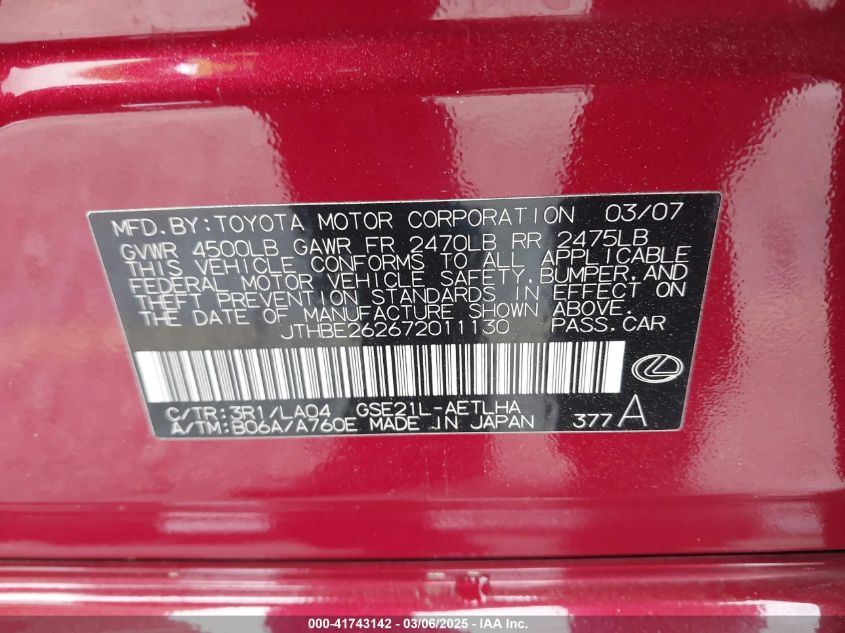 MFD.BY:TOYOTA MOTOR CORPORATION 03/07
GVWR 4500LB GAWR FR 2470LB RR 2475LB
THIS VEHICLE CONFORMS TO ALL APPLICABLE
FEDERAL MOTOR VEHICLE SAFETY,BUMPER,AND
THEFT PREVENTION STANDARDS IN EFFECT ON
THE DATE OF MANUFACTURE SHOWN ABOVE.
JTHBE262672011130 PASS.CAR
C/TR:3R1/LA04 GSE21L-AETLHA
A/TM:B06A/A760E MADE IN JAPAN 377 A
000-41743142 - 03/06/2025 - IAA Inc.